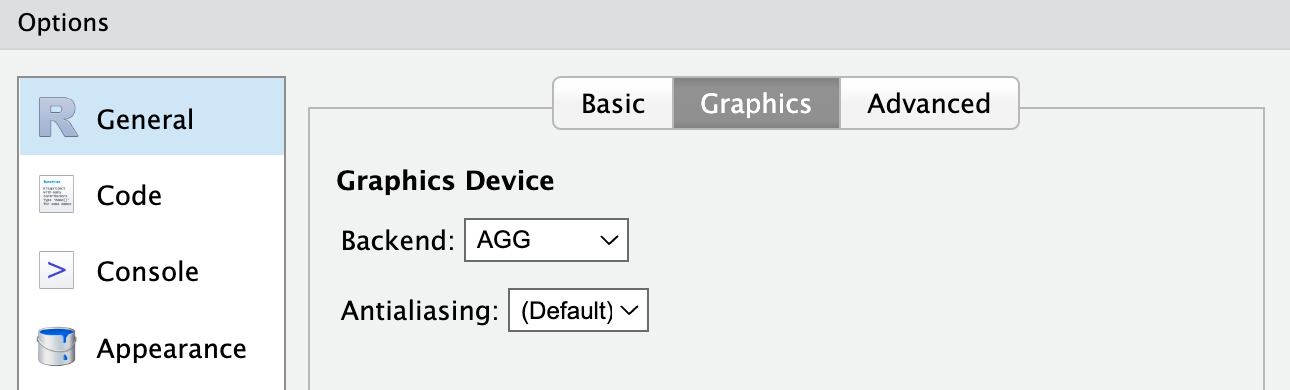 Options
General
Code
Console
Appearance
Basic
Graphics
Advanced
Graphics Device
Backend: AGG
Antialiasing: (Default)